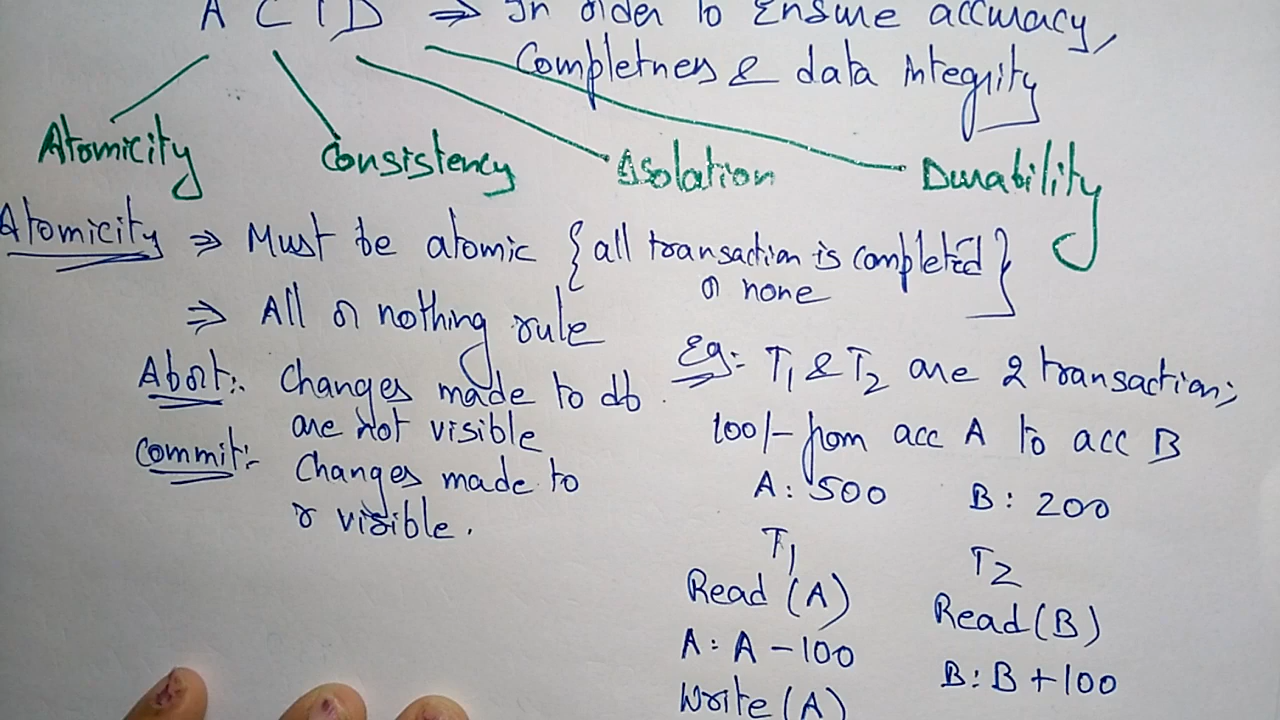 A C I D ⇒ In order to Ensure accuracy,
Completness & data integrity
Atomicity Consistency Isolation Durability
Atomicity ⇒ Must be atomic {all transaction is completed
or none}
⇒ All or nothing rule
Abort:- Changes made to db
are not visible
Commit:- Changes made to
r visible.
Eg:- T1 & T2 are 2 transaction;
100/- from acc A to acc B
A: 500 B: 200
T1 T2
Read (A) Read(B)
A: A - 100 B: B + 100
Write (A)